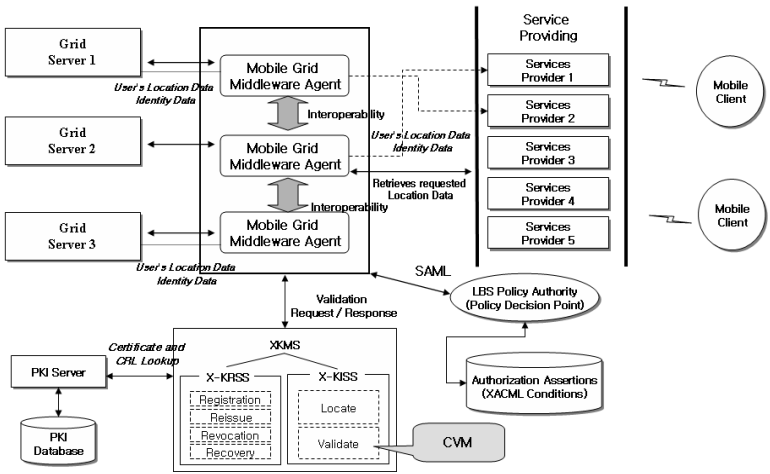 Grid
Server 1
User's Location Data
Identity Data
Mobile Grid
Middleware Agent
Interoperability
Grid
Server 2
Mobile Grid
Middleware Agent
User's Location Data
Identity Data
Retrieves requested
Location Data
Interoperability
Grid
Server 3
Mobile Grid
Middleware Agent
User's Location Data
Identity Data
Service
Providing
Services
Provider 1
Services
Provider 2
Services
Provider 3
Services
Provider 4
Services
Provider 5
Mobile
Client
Mobile
Client
SAML
LBS Policy Authority
(Policy Decision Point)
Validation
Request / Response
Authorization Assertions
(XACML Conditions)
Certificate and
CRL Lookup
PKI Server
PKI
Database
XKMS
X-KRSS
Registration
Reissue
Revocation
Recovery
X-KISS
Locate
Validate
CVM